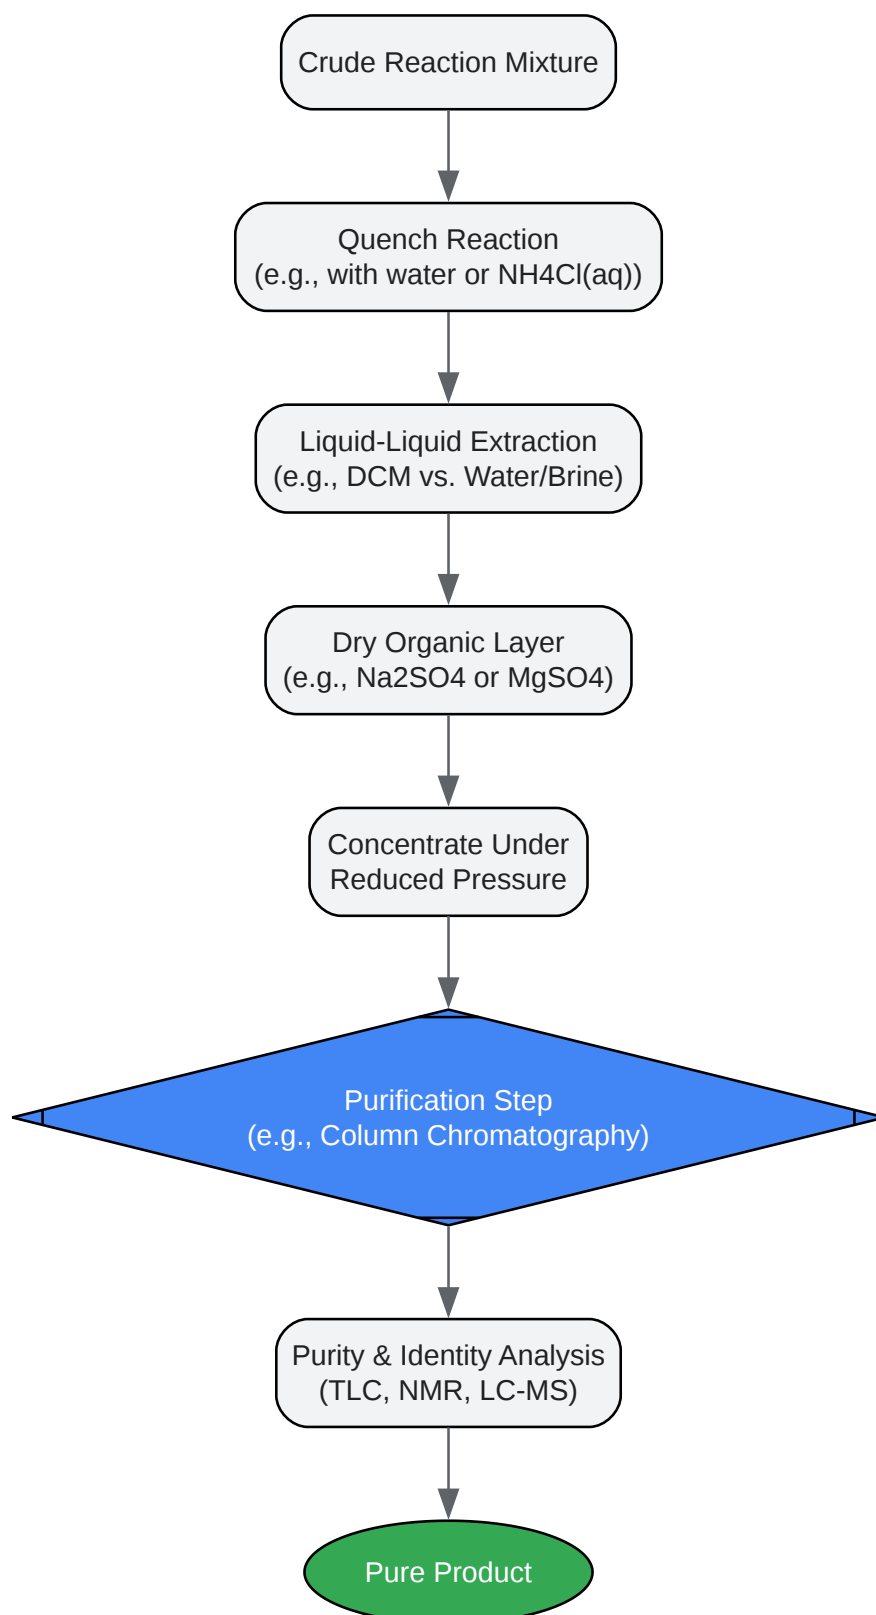 Crude Reaction Mixture
Quench Reaction
(e.g., with water or NH4Cl(aq))
Liquid-Liquid Extraction
(e.g., DCM vs. Water/Brine)
Dry Organic Layer
(e.g., Na2SO4 or MgSO4)
Concentrate Under
Reduced Pressure
Purification Step
(e.g., Column Chromatography)
Purity & Identity Analysis
(TLC, NMR, LC-MS)
Pure Product